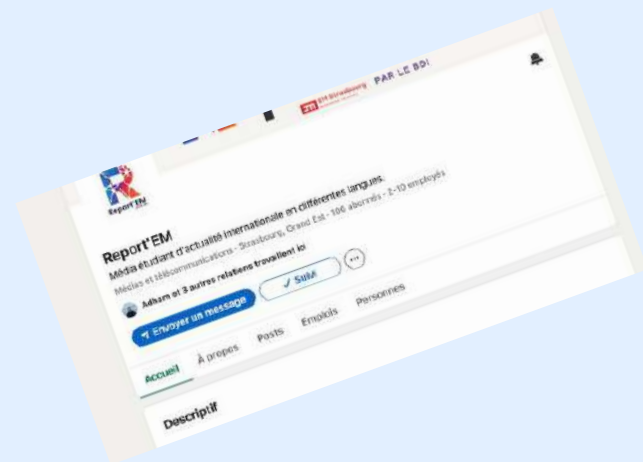 EM Strasbourg PAR LE BDI
Report'EM
Report'EM
Média étudiant d'actualité internationale en différentes langues.
Médias et télécommunications · Strasbourg, Grand Est · 106 abonnés · 2-10 employés
Adham et 3 autres relations travaillent ici
Envoyer un message
✓ Suivi
Accueil
À propos
Posts
Emplois
Personnes
Descriptif